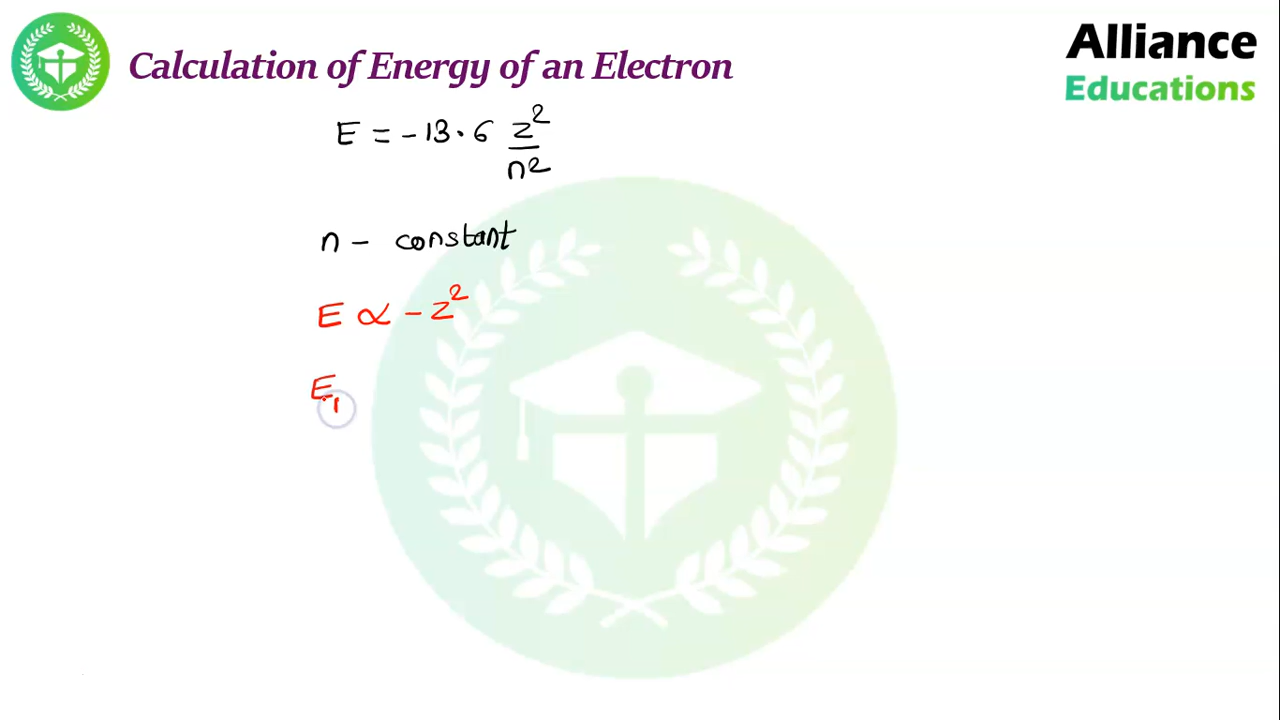 Alliance
Educations
Calculation of Energy of an Electron
E = -13.6 z²/n²
n - constant
E ∝ -z²
E₁